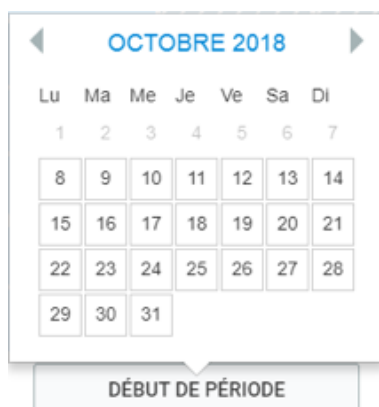 OCTOBRE 2018
Lu Ma Me Je Ve Sa Di
1 2 3 4 5 6 7
8 9 10 11 12 13 14
15 16 17 18 19 20 21
22 23 24 25 26 27 28
29 30 31
DÉBUT DE PÉRIODE